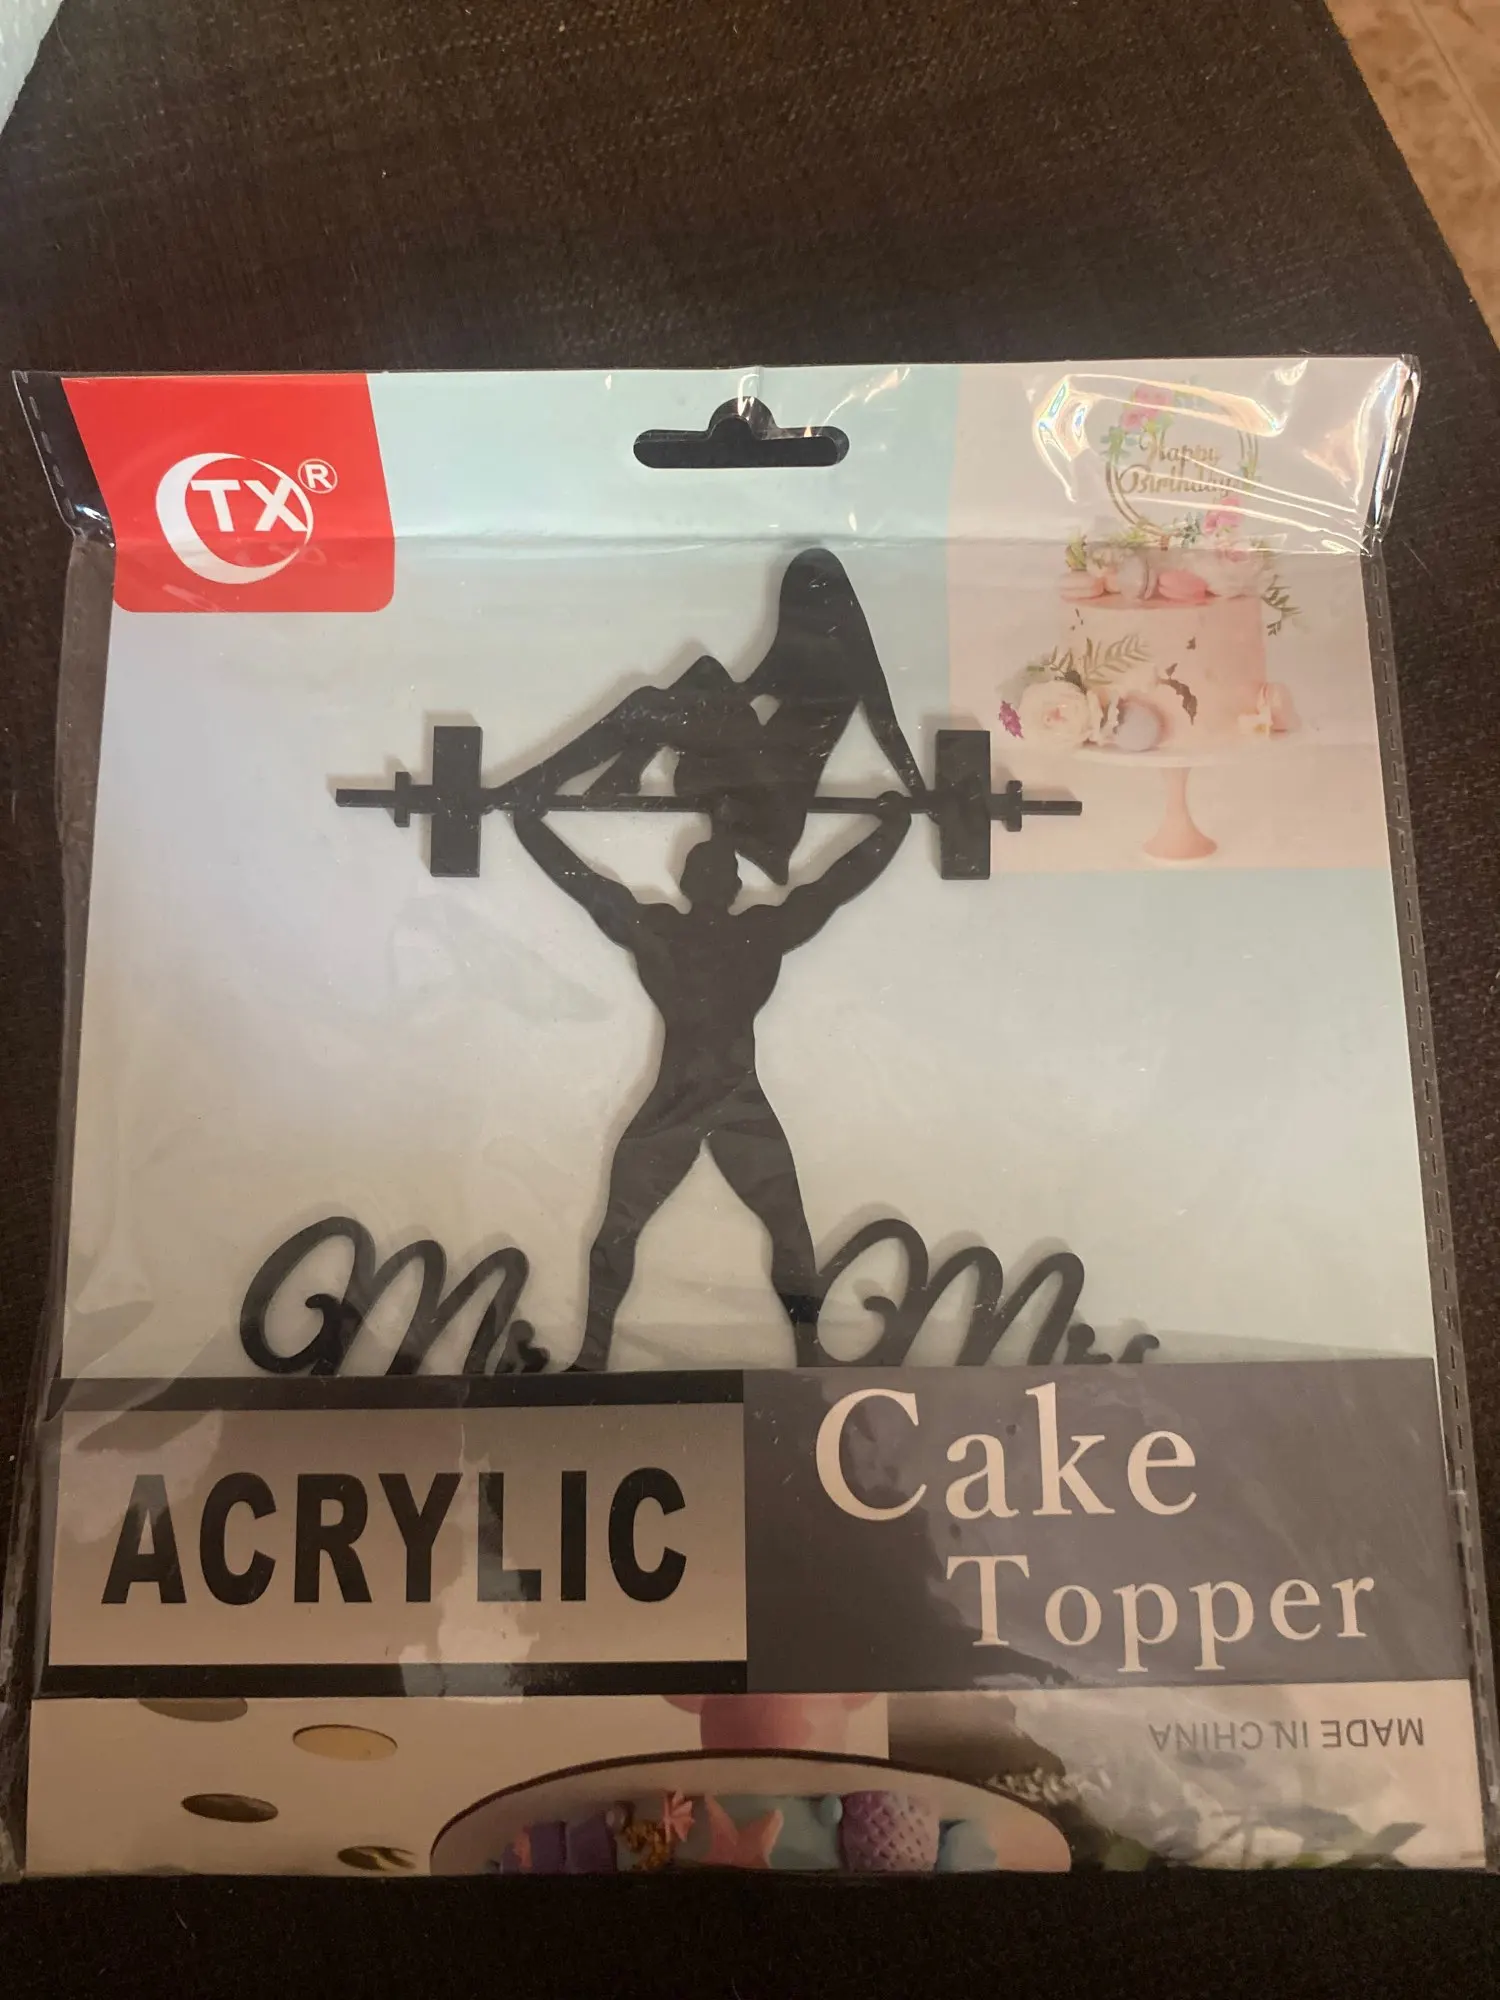 TX®
Happy
Birthday
Mr
Mrs
ACRYLIC
Cake
Topper
MADE IN CHINA